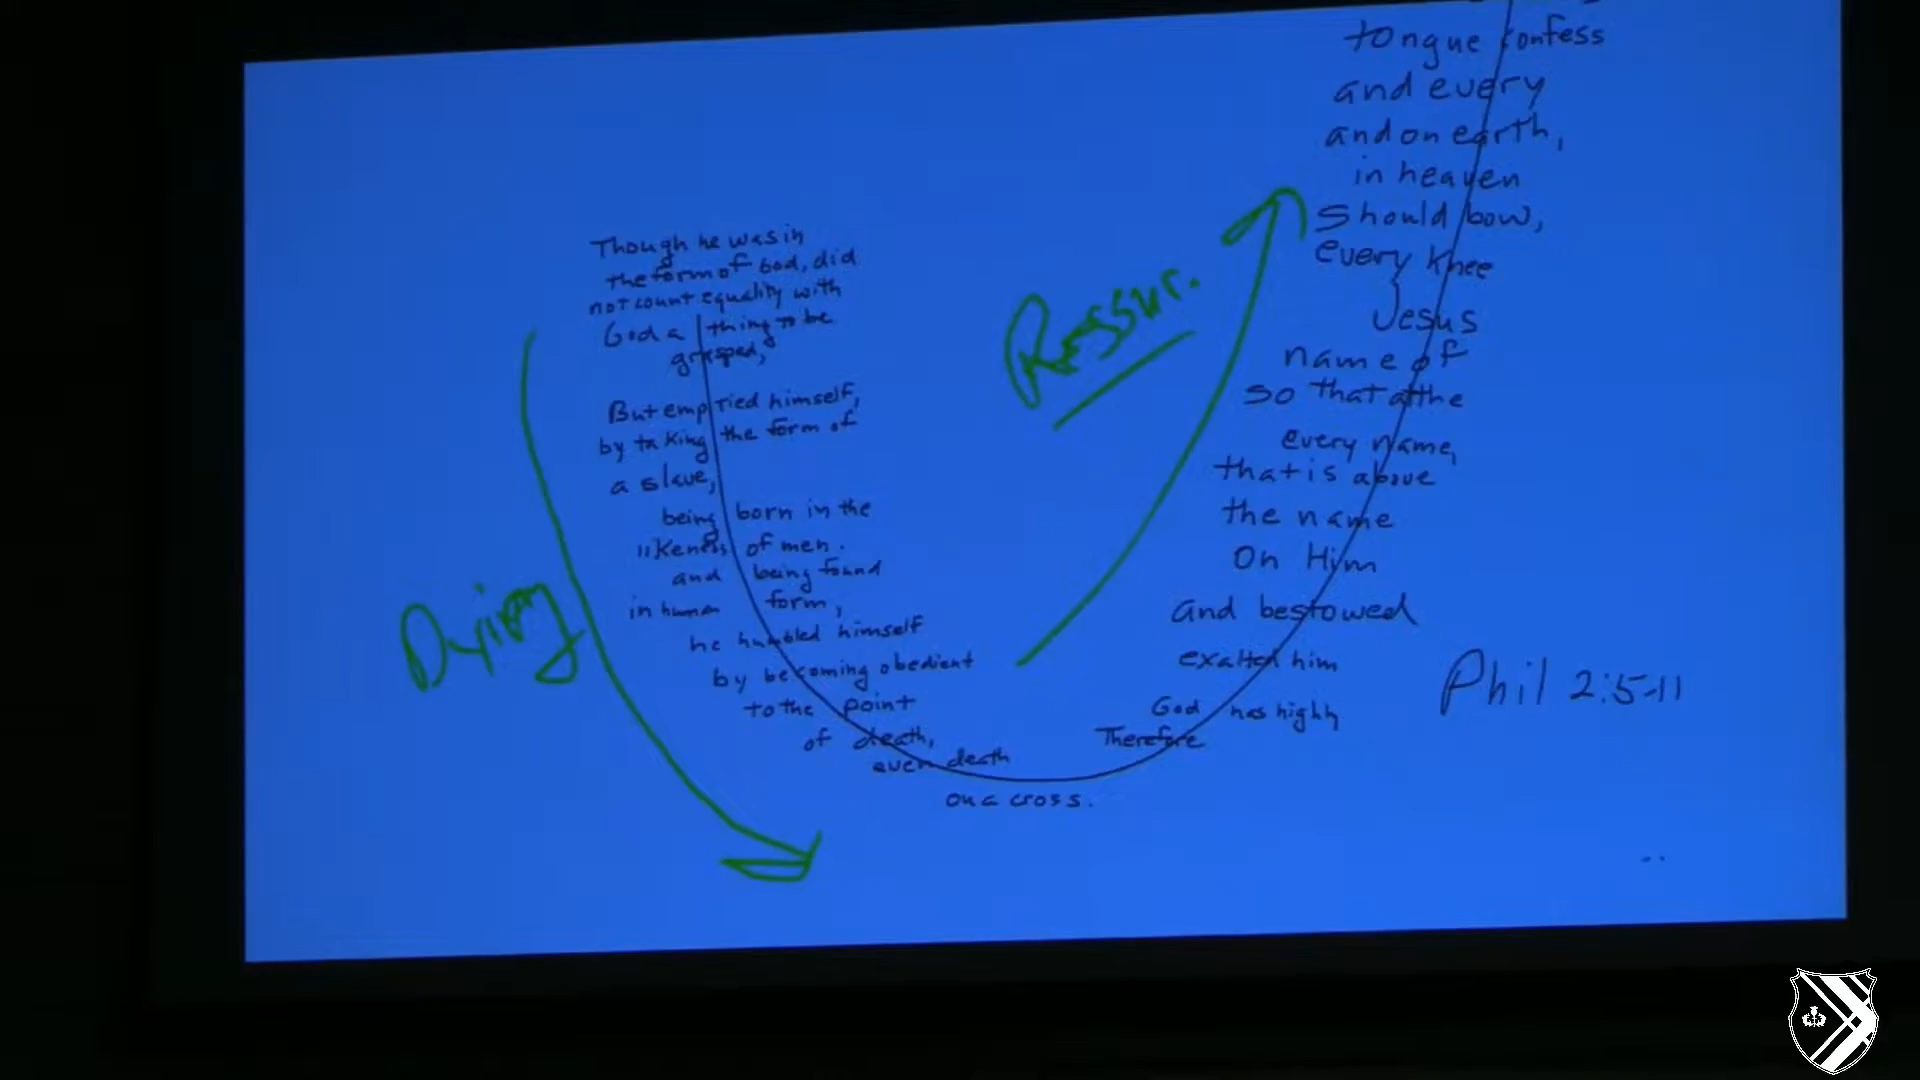 Though he was in
the form of God, did
not count equality with
God a thing to be
grasped,
But emptied himself,
by taking the form of
a slave,
being born in the
likeness of men.
and being found
in human form,
he humbled himself
by becoming obedient
to the point
of death,
even death
on a cross.
Therefore
God has highly
exalted him
and bestowed
on Him
the name
that is above
every name,
so that at the
name of
Jesus
every knee
should bow,
in heaven
and on earth,
and every
tongue confess
Dying
Ressur.
Phil 2:5-11